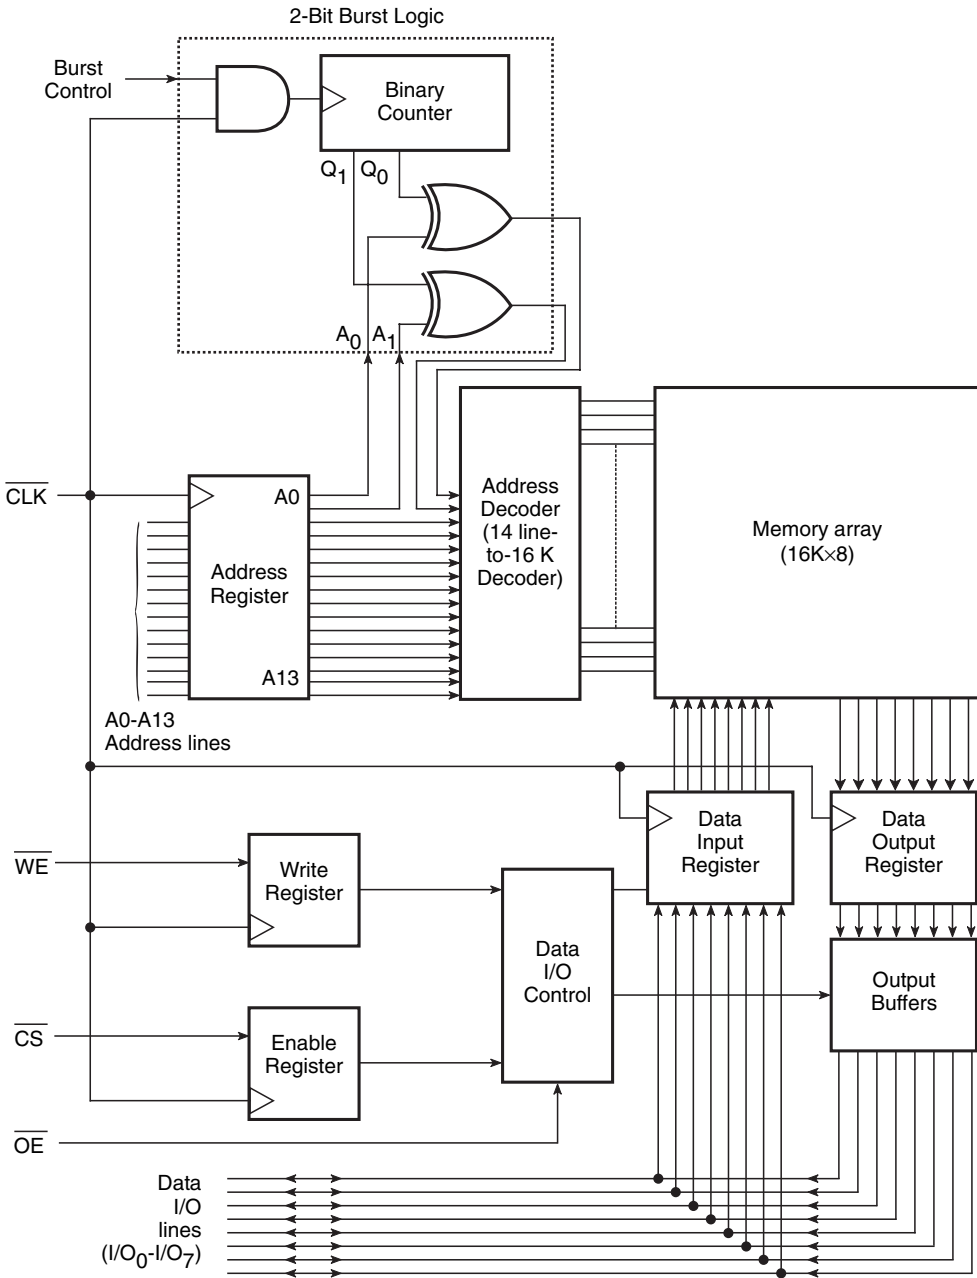 2-Bit Burst Logic
Burst
Control
Binary
Counter
Q1 Q0
A0 A1
CLK
A0
Address
Register
A13
A0-A13
Address lines
Address
Decoder
(14 line-
to-16 K
Decoder)
Memory array
(16K×8)
WE
Write
Register
Data
Input
Register
Data
Output
Register
CS
Enable
Register
Data
I/O
Control
Output
Buffers
OE
Data
I/O
lines
(I/O0-I/O7)